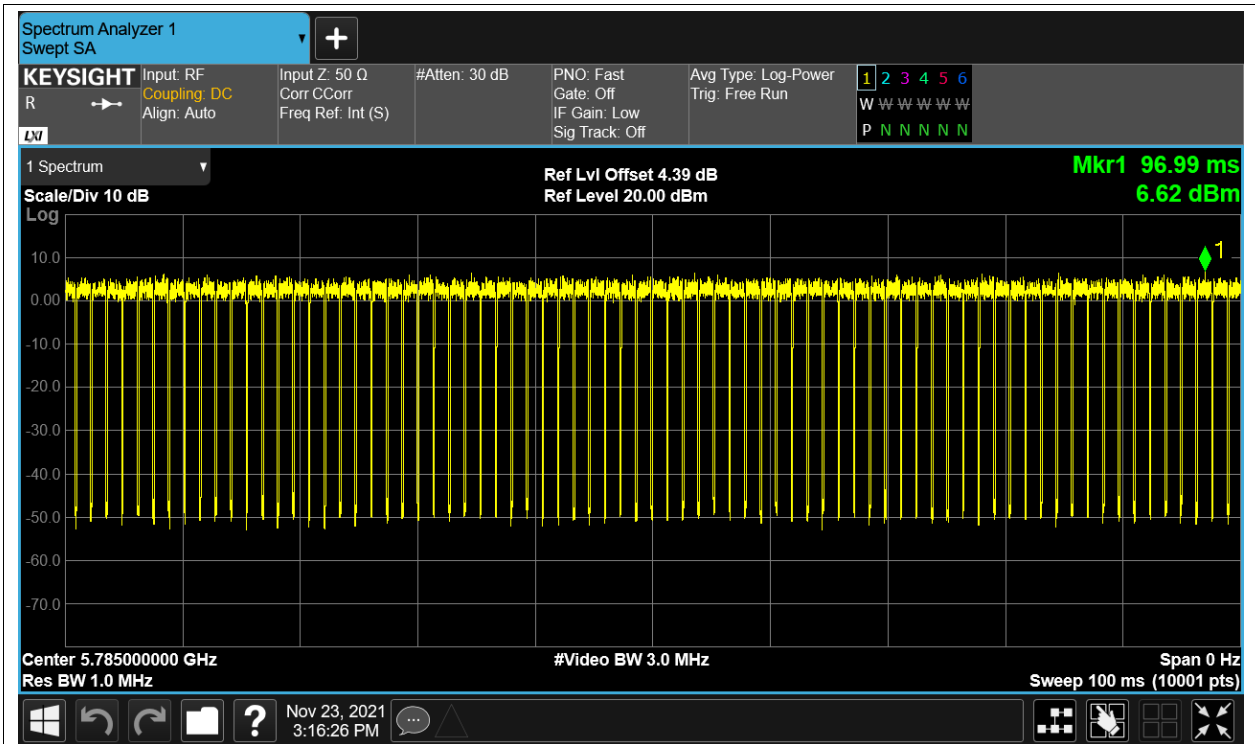 Spectrum Analyzer 1
Swept SA
KEYSIGHT
R
LXI
Input: RF
Coupling: DC
Align: Auto
Input Z: 50 Ω
Corr CCorr
Freq Ref: Int (S)
#Atten: 30 dB
PNO: Fast
Gate: Off
IF Gain: Low
Sig Track: Off
Avg Type: Log-Power
Trig: Free Run
1 2 3 4 5 6
W W W W W W
P N N N N N
1 Spectrum
Scale/Div 10 dB
Ref Lvl Offset 4.39 dB
Ref Level 20.00 dBm
Mkr1 96.99 ms
6.62 dBm
Log
1
10.0
0.00
-10.0
-20.0
-30.0
-40.0
-50.0
-60.0
-70.0
Center 5.785000000 GHz
Res BW 1.0 MHz
#Video BW 3.0 MHz
Span 0 Hz
Sweep 100 ms (10001 pts)
?
Nov 23, 2021
3:16:26 PM